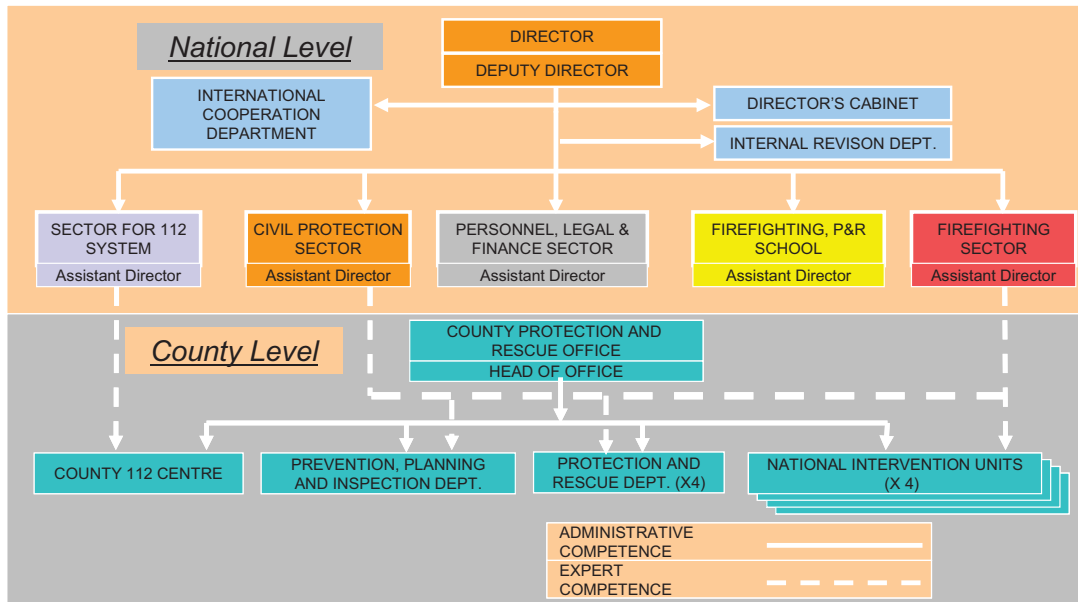 National Level
DIRECTOR
DEPUTY DIRECTOR
INTERNATIONAL
COOPERATION
DEPARTMENT
DIRECTOR'S CABINET
INTERNAL REVISON DEPT.
SECTOR FOR 112
SYSTEM
Assistant Director
CIVIL PROTECTION
SECTOR
Assistant Director
PERSONNEL, LEGAL &
FINANCE SECTOR
Assistant Director
FIREFIGHTING, P&R
SCHOOL
Assistant Director
FIREFIGHTING
SECTOR
Assistant Director
County Level
COUNTY PROTECTION AND
RESCUE OFFICE
HEAD OF OFFICE
COUNTY 112 CENTRE
PREVENTION, PLANNING
AND INSPECTION DEPT.
PROTECTION AND
RESCUE DEPT. (X4)
NATIONAL INTERVENTION UNITS
(X 4)
ADMINISTRATIVE
COMPETENCE
EXPERT
COMPETENCE